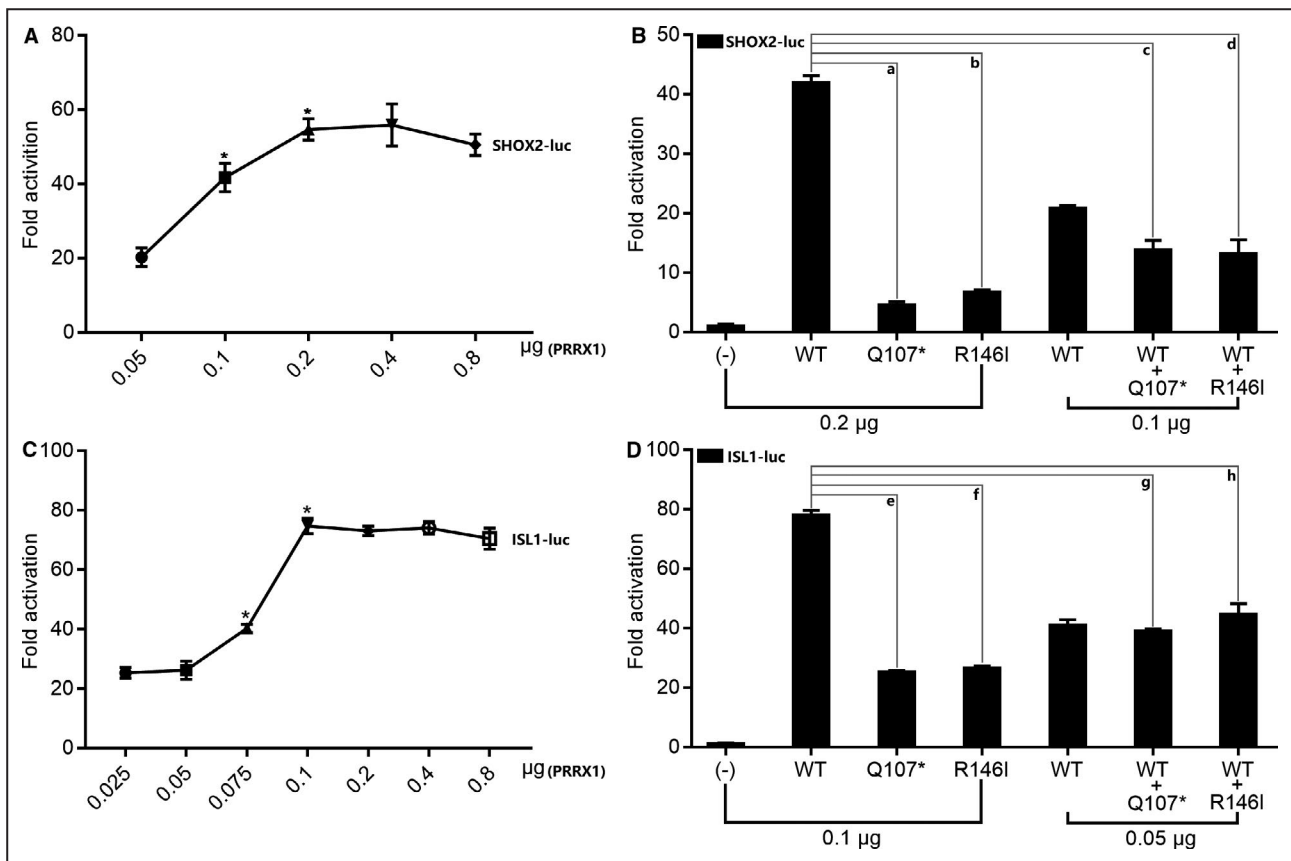 A
Fold activition
80
60
40
20
0
*
*
SHOX2-luc
0.05
0.1
0.2
0.4
0.8
µg (PRRX1)
B
SHOX2-luc
Fold activation
50
40
30
20
10
0
a
b
c
d
(-)
WT
Q107*
R146I
WT
WT
+
Q107*
WT
+
R146I
0.2 µg
0.1 µg
C
Fold activation
100
80
60
40
20
0
*
*
ISL1-luc
0.025
0.05
0.075
0.1
0.2
0.4
0.8
µg (PRRX1)
D
ISL1-luc
Fold activation
100
80
60
40
20
0
e
f
g
h
(-)
WT
Q107*
R146I
WT
WT
+
Q107*
WT
+
R146I
0.1 µg
0.05 µg